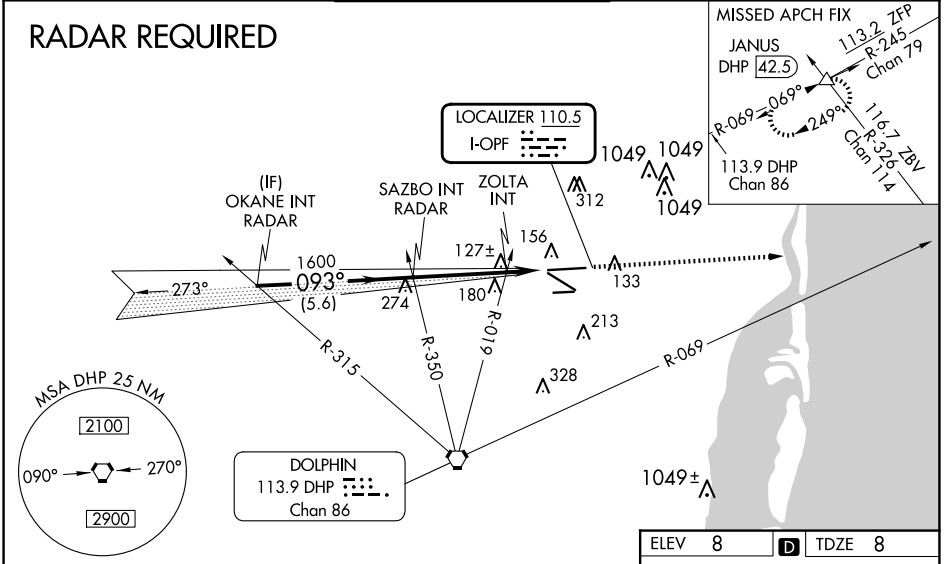 RADAR REQUIRED
MISSED APCH FIX
JANUS
DHP 42.5
113.2 ZFP
R-245
Chan 79
R-069
069°
249°
116.7 ZBV
R-326
Chan 114
113.9 DHP
Chan 86
LOCALIZER 110.5
I-OPF
1049
1049
1049
312
(IF)
OKANE INT
RADAR
SAZBO INT
RADAR
ZOLTA
INT
156
127±
1600
093°
(5.6)
273°
274
180
133
213
328
R-315
R-350
R-019
R-069
MSA DHP 25 NM
2100
090°
270°
2900
DOLPHIN
113.9 DHP
Chan 86
1049±
ELEV 8
D
TDZE 8